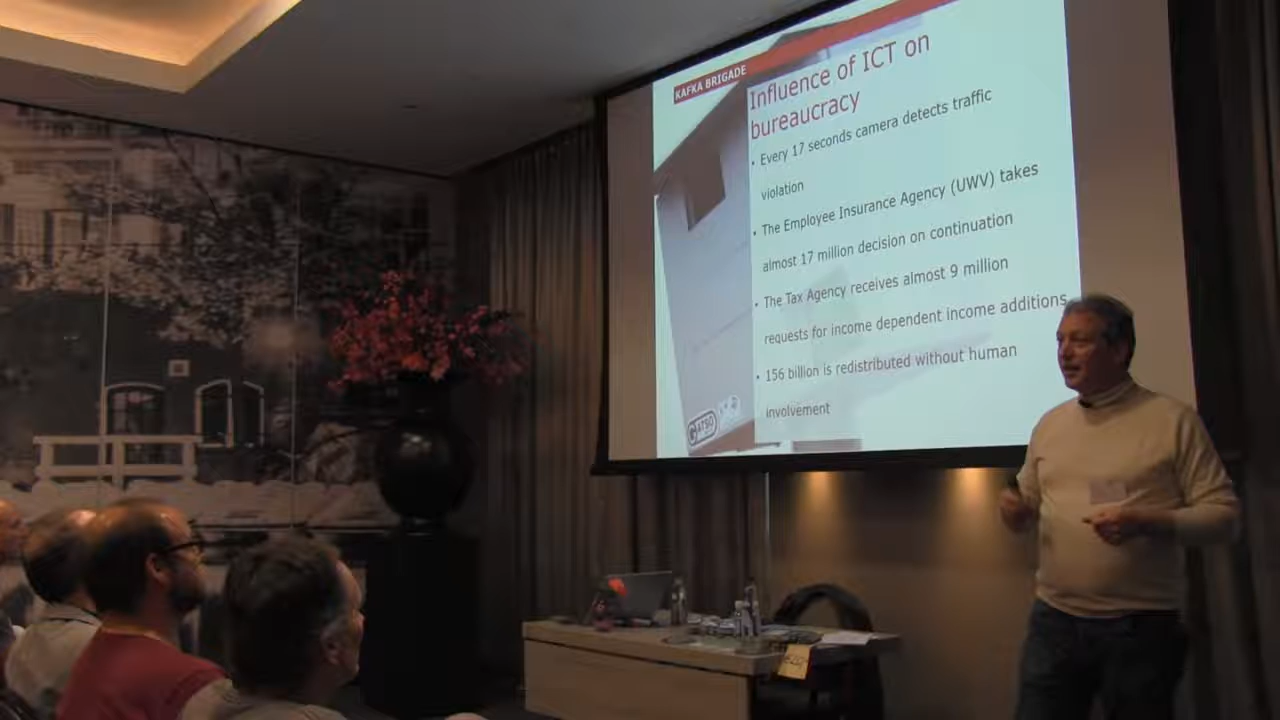 KAFKA BRIGADE
Influence of ICT on
bureaucracy
• Every 17 seconds camera detects traffic
violation
• The Employee Insurance Agency (UWV) takes
almost 17 million decision on continuation
• The Tax Agency receives almost 9 million
requests for income dependent income additions
• 156 billion is redistributed without human
involvement
GATSO